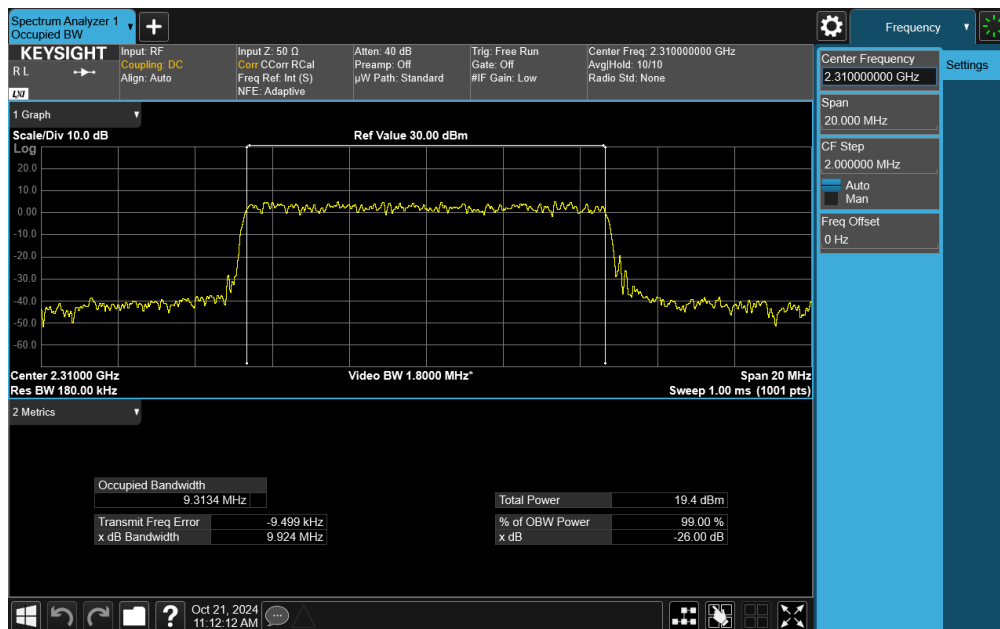 Spectrum Analyzer 1
Occupied BW
Frequency
KEYSIGHT
R L
LXI
Input: RF
Coupling: DC
Align: Auto
Input Z: 50 Ω
Corr CCorr RCal
Freq Ref: Int (S)
NFE: Adaptive
Atten: 40 dB
Preamp: Off
µW Path: Standard
Trig: Free Run
Gate: Off
#IF Gain: Low
Center Freq: 2.310000000 GHz
Avg|Hold: 10/10
Radio Std: None
Center Frequency
2.310000000 GHz
Settings
Span
20.000 MHz
CF Step
2.000000 MHz
Auto
Man
Freq Offset
0 Hz
1 Graph
Scale/Div 10.0 dB
Ref Value 30.00 dBm
Log
20.0
10.0
0.00
-10.0
-20.0
-30.0
-40.0
-50.0
-60.0
Center 2.31000 GHz
Video BW 1.8000 MHz*
Span 20 MHz
Res BW 180.00 kHz
Sweep 1.00 ms (1001 pts)
2 Metrics
Occupied Bandwidth
9.3134 MHz
Total Power 19.4 dBm
Transmit Freq Error -9.499 kHz
% of OBW Power 99.00 %
x dB Bandwidth 9.924 MHz
x dB -26.00 dB
Oct 21, 2024
11:12:12 AM